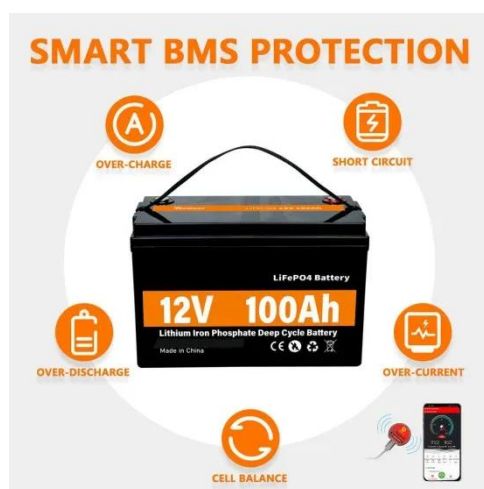 SMART BMS PROTECTION
A
OVER-CHARGE
SHORT CIRCUIT
LiFePO4 Battery
12V 100Ah
Lithium Iron Phosphate Deep Cycle Battery
Made in China
CE
OVER-DISCHARGE
OVER-CURRENT
CELL BALANCE